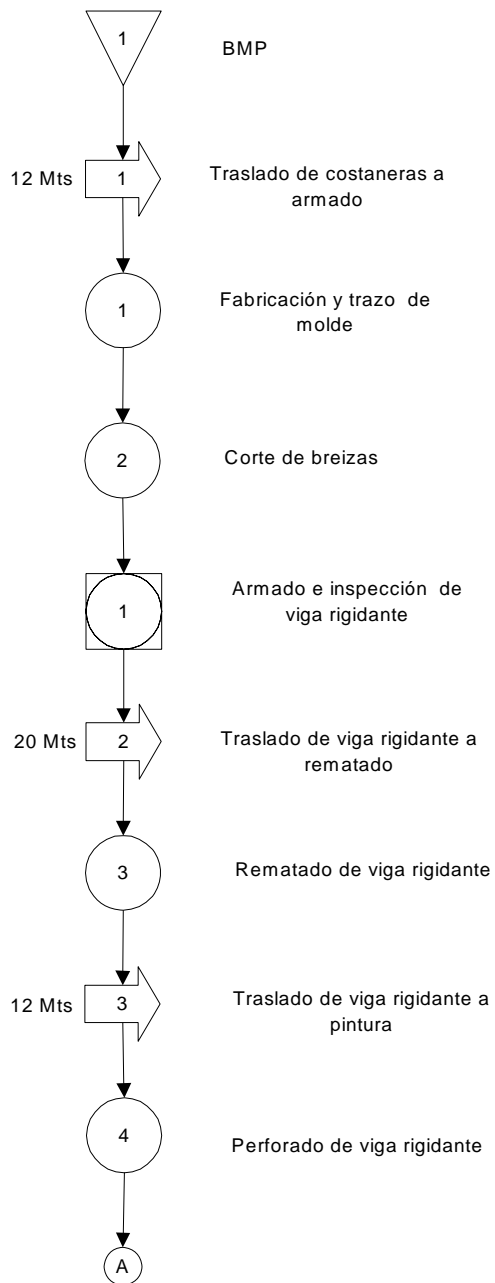 1
BMP
12 Mts
1
Traslado de costaneras a
armado
1
Fabricación y trazo de
molde
2
Corte de breizas
1
Armado e inspección de
viga rigidante
20 Mts
2
Traslado de viga rigidante a
rematado
3
Rematado de viga rigidante
12 Mts
3
Traslado de viga rigidante a
pintura
4
Perforado de viga rigidante
A